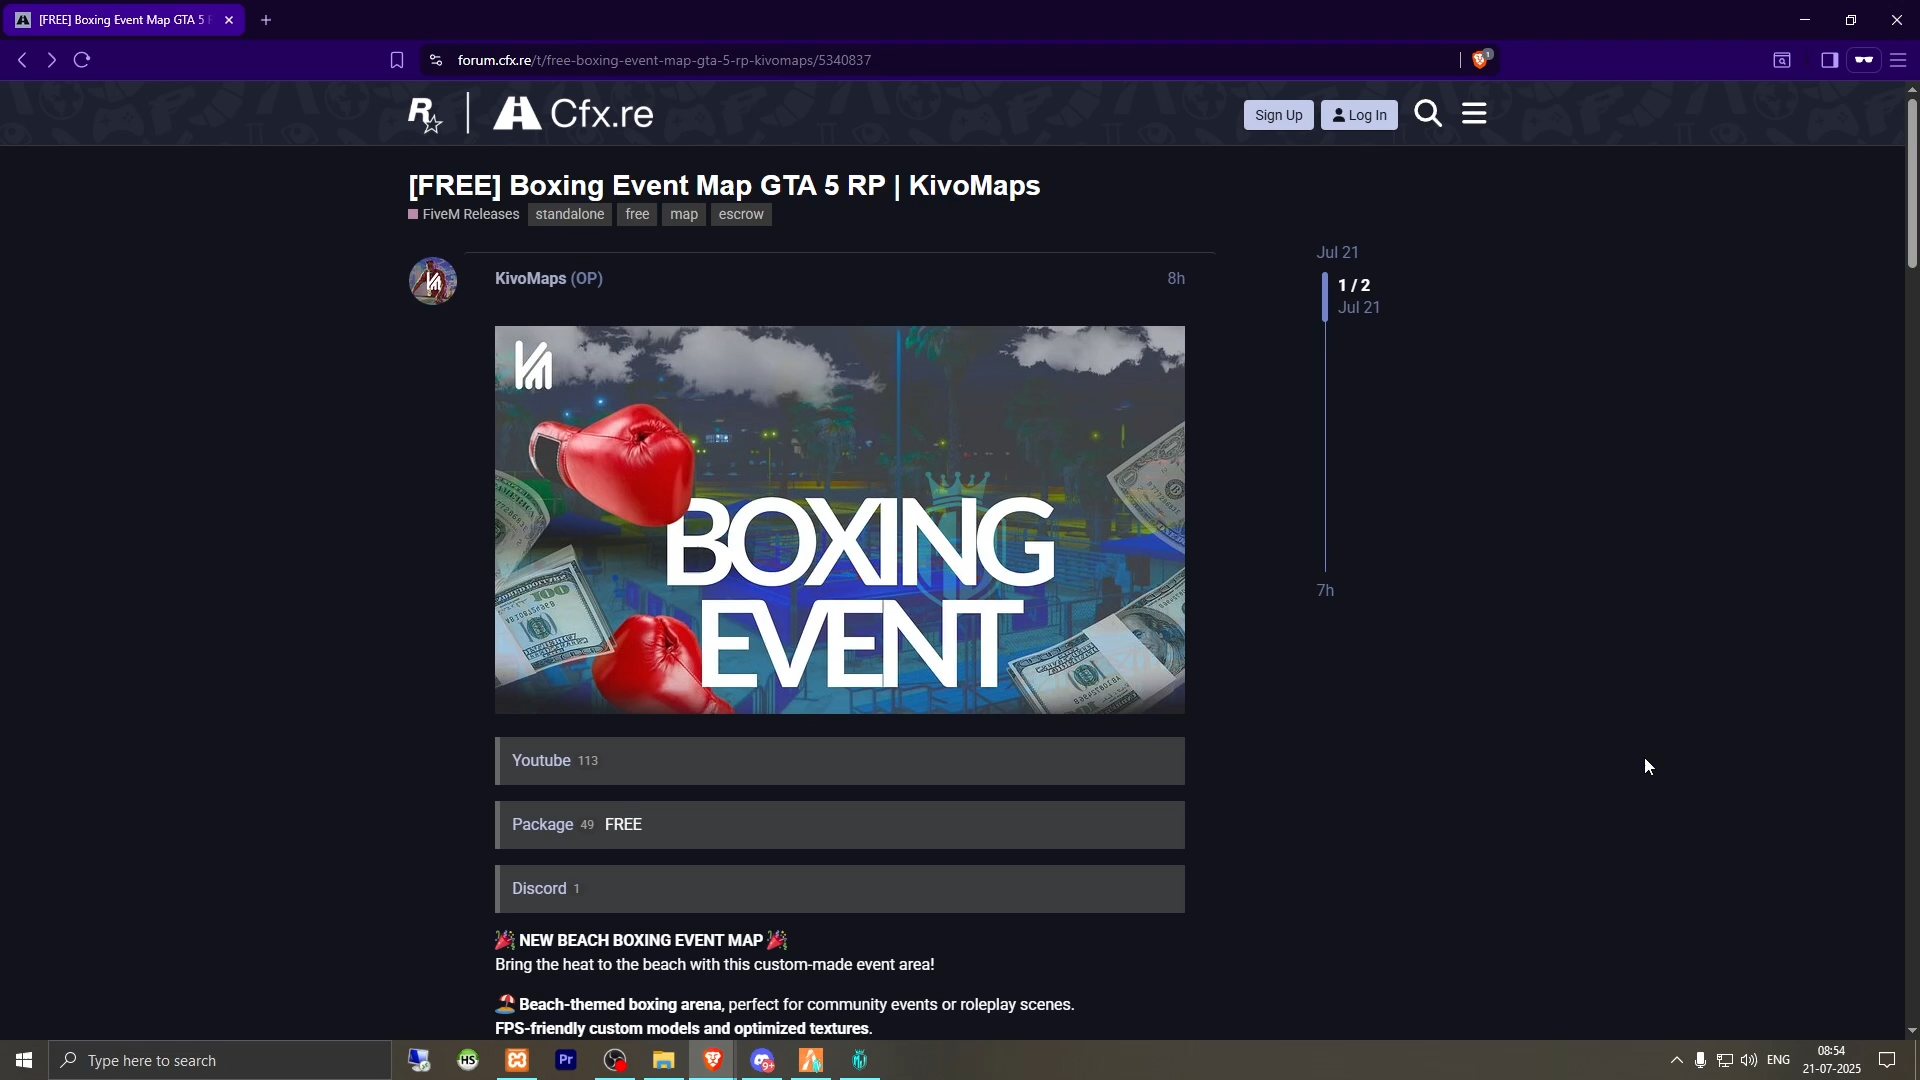 [FREE] Boxing Event Map GTA 5
forum.cfx.re/t/free-boxing-event-map-gta-5-rp-kivomaps/5340837
1
R
Cfx.re
Sign Up
Log In
[FREE] Boxing Event Map GTA 5 RP | KivoMaps
FiveM Releases standalone free map escrow
KivoMaps (OP) 8h
BOXING
EVENT
Youtube 113
Package 49 FREE
Discord 1
NEW BEACH BOXING EVENT MAP
Bring the heat to the beach with this custom-made event area!
Beach-themed boxing arena, perfect for community events or roleplay scenes.
FPS-friendly custom models and optimized textures.
Jul 21
1 / 2
Jul 21
7h
Type here to search
HS
Pr
9+
ENG
08:54
21-07-2025